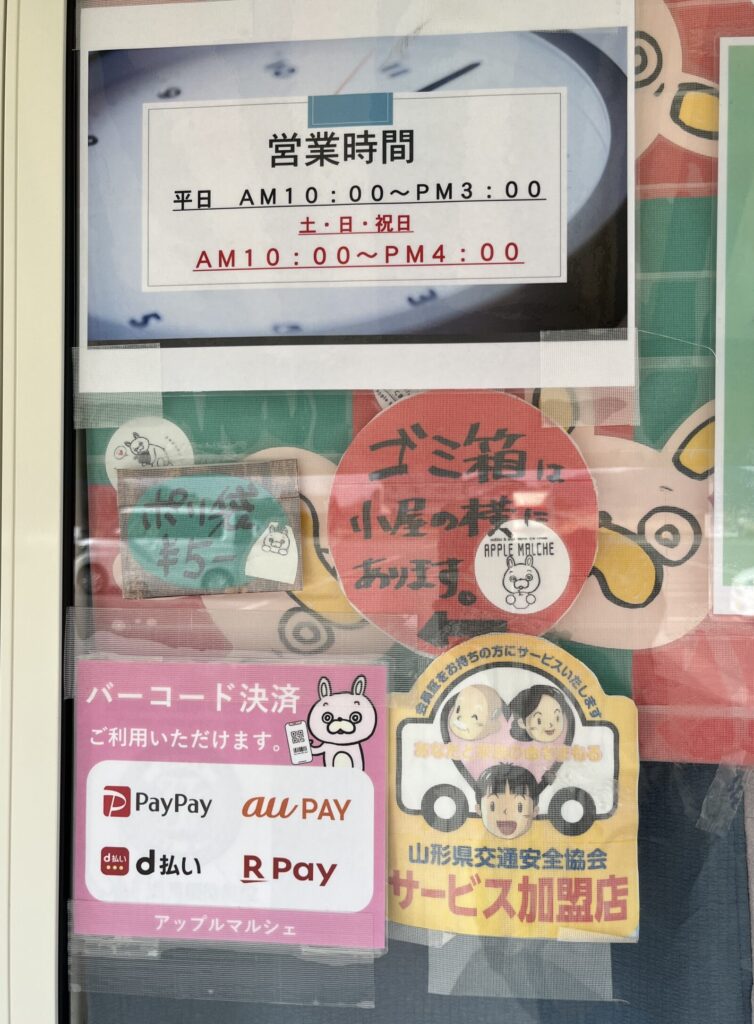 営業時間
平日 AM10:00～PM3:00
土・日・祝日
AM10:00～PM4:00
ポリ袋
¥5-
ゴミ箱は
小屋の横に
あります。
APPLE MALCHE
バーコード決済
ご利用いただけます。
PayPay
au PAY
d払い
d払い
R Pay
アップルマルシェ
会員証をお持ちの方にサービスいたします
あなたと家族の命をまもる
山形県交通安全協会
サービス加盟店